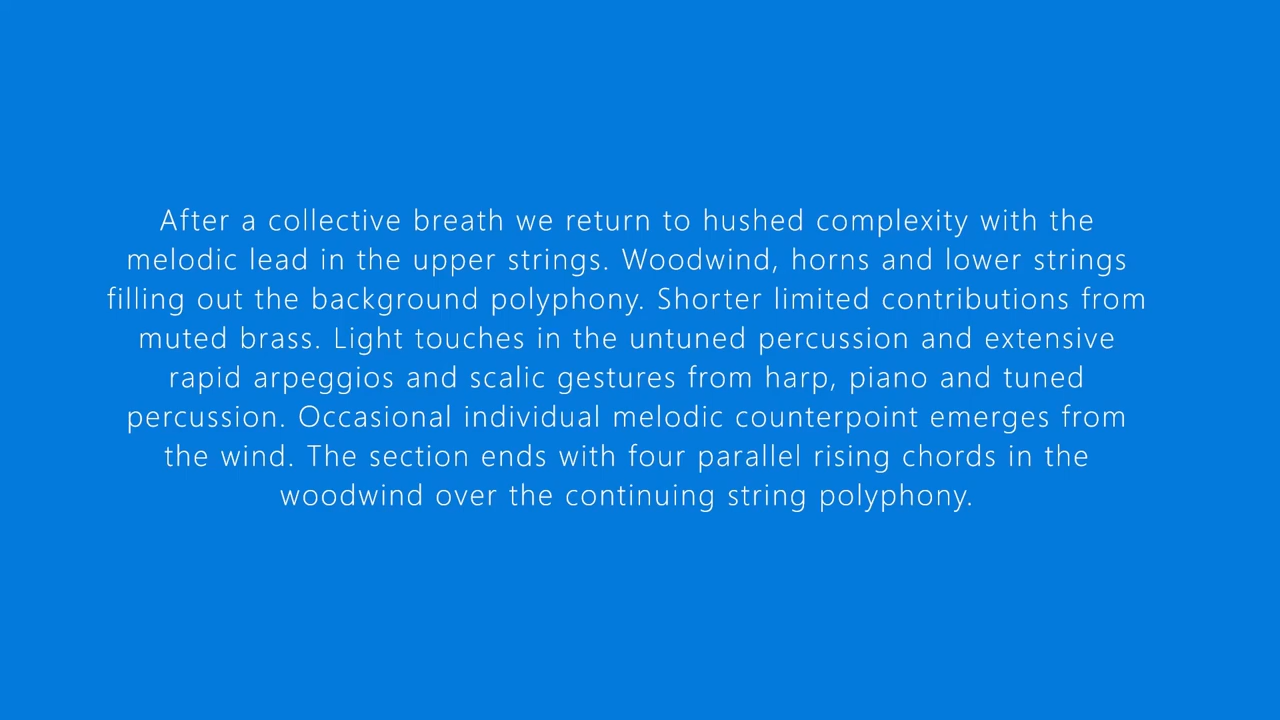 After a collective breath we return to hushed complexity with the
melodic lead in the upper strings. Woodwind, horns and lower strings
filling out the background polyphony. Shorter limited contributions from
muted brass. Light touches in the untuned percussion and extensive
rapid arpeggios and scalic gestures from harp, piano and tuned
percussion. Occasional individual melodic counterpoint emerges from
the wind. The section ends with four parallel rising chords in the
woodwind over the continuing string polyphony.